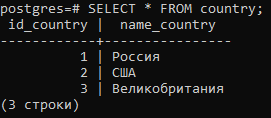 postgres=# SELECT * FROM country;
 id_country |  name_country
------------+----------------
          1 | Россия
          2 | США
          3 | Великобритания
(3 строки)